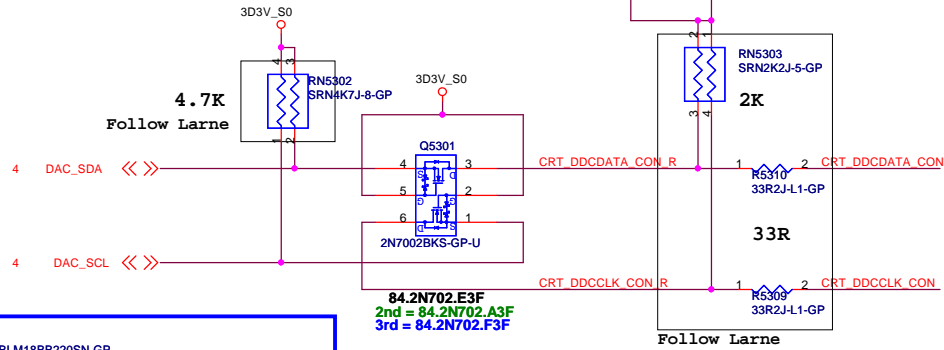 3D3V_S0
4 3
RN5302
SRN4K7J-8-GP
4.7K
Follow Larne
1 2
3D3V_S0
2 1
RN5303
SRN2K2J-5-GP
2K
3 4
Q5301
4 DAC_SDA
4 3
S D
CRT_DDCDATA_CON_R
1 2
CRT_DDCDATA_CON
R5310
33R2J-L1-GP
5 2
G G
6 1
D S
2N7002BKS-GP-U
33R
4 DAC_SCL
CRT_DDCCLK_CON_R
1 2
CRT_DDCCLK_CON
R5309
33R2J-L1-GP
84.2N702.E3F
2nd = 84.2N702.A3F
3rd = 84.2N702.F3F
Follow Larne